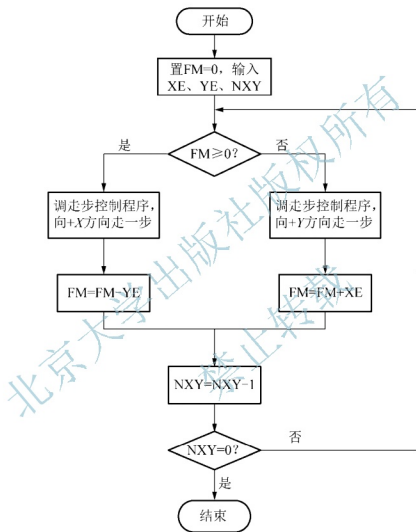 开始
置FM=0，输入
XE、YE、NXY
是
FM≥0?
否
调走步控制程序，
向+X方向走一步
调走步控制程序，
向+Y方向走一步
FM=FM-YE
FM=FM+XE
NXY=NXY-1
NXY=0?
否
是
结束
北京大学出版社版权所有
禁止转载